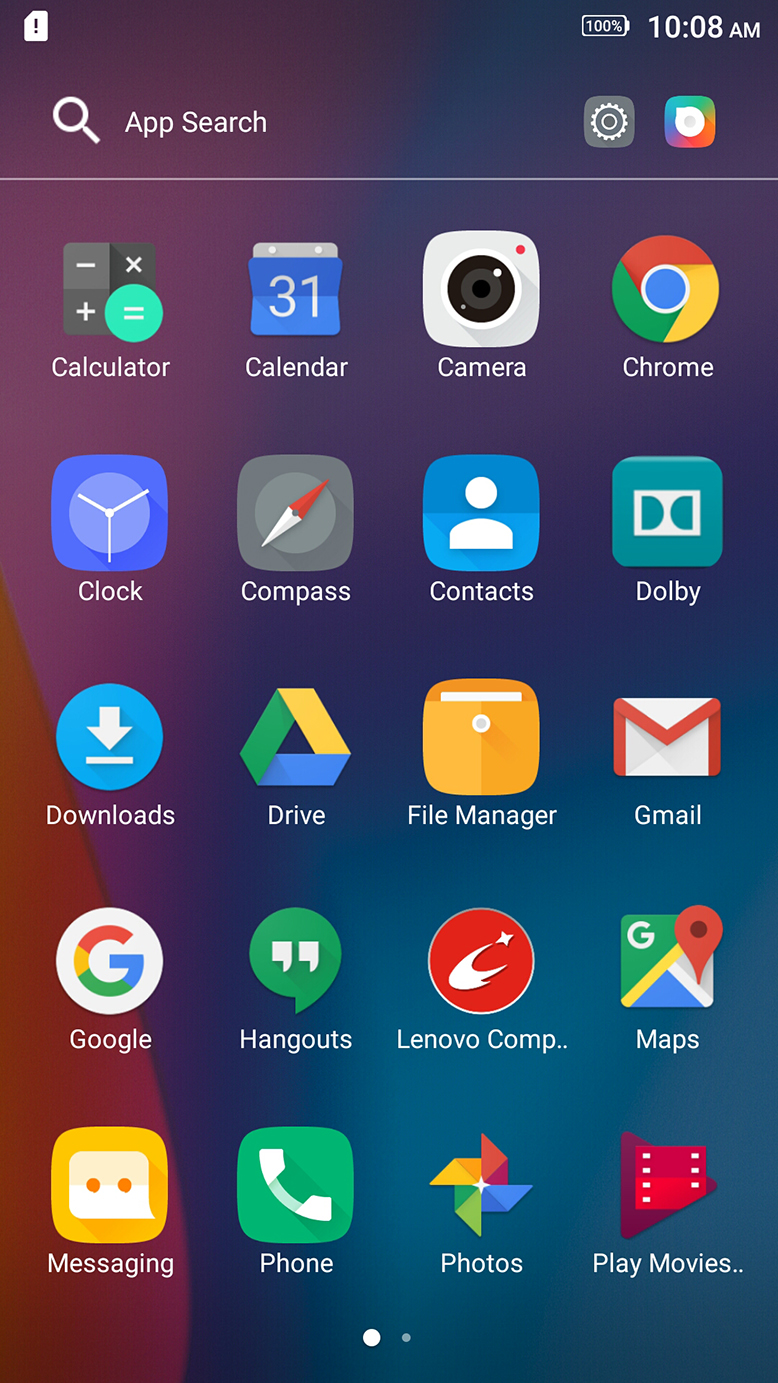 100% 10:08 AM
App Search
31
Calculator Calendar Camera Chrome
Clock Compass Contacts Dolby
Downloads Drive File Manager Gmail
G G
Google Hangouts Lenovo Comp.. Maps
Messaging Phone Photos Play Movies..